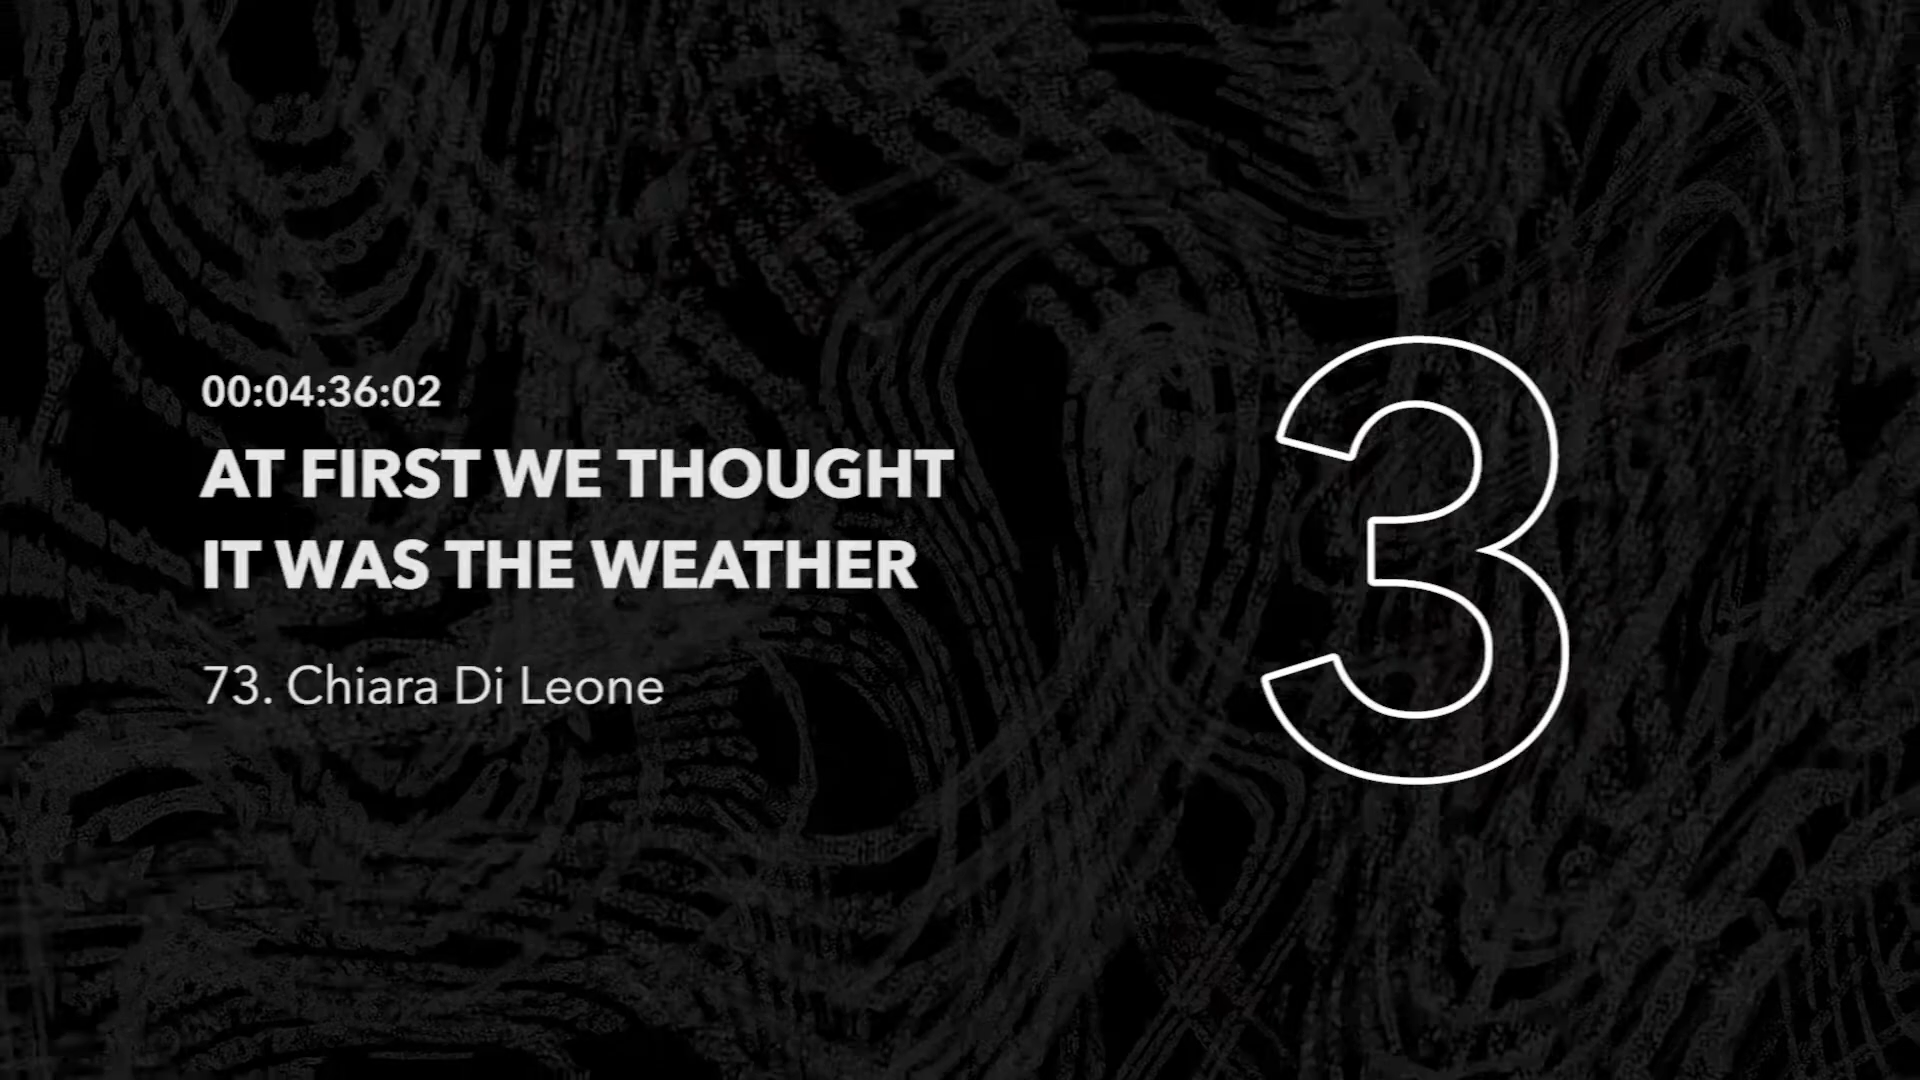 00:04:36:02
AT FIRST WE THOUGHT
IT WAS THE WEATHER
73. Chiara Di Leone
3